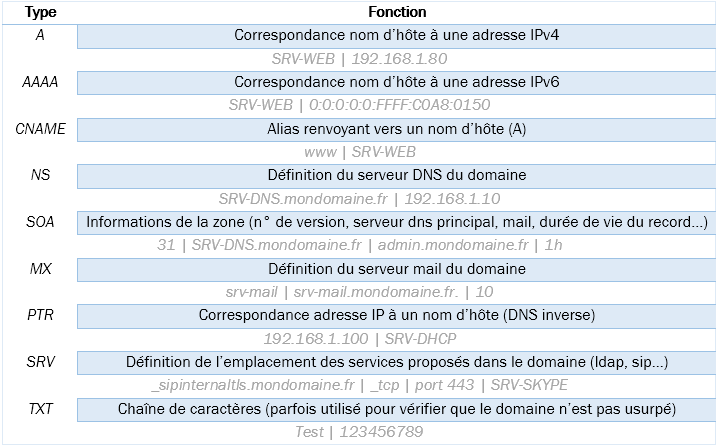 Type Fonction
A Correspondance nom d'hôte à une adresse IPv4
SRV-WEB | 192.168.1.80
AAAA Correspondance nom d'hôte à une adresse IPv6
SRV-WEB | 0:0:0:0:0:FFFF:C0A8:0150
CNAME Alias renvoyant vers un nom d'hôte (A)
www | SRV-WEB
NS Définition du serveur DNS du domaine
SRV-DNS.mondomaine.fr | 192.168.1.10
SOA Informations de la zone (n° de version, serveur dns principal, mail, durée de vie du record...)
31 | SRV-DNS.mondomaine.fr | admin.mondomaine.fr | 1h
MX Définition du serveur mail du domaine
srv-mail | srv-mail.mondomaine.fr. | 10
PTR Correspondance adresse IP à un nom d'hôte (DNS inverse)
192.168.1.100 | SRV-DHCP
SRV Définition de l'emplacement des services proposés dans le domaine (ldap, sip...)
_sipinternaltls.mondomaine.fr | _tcp | port 443 | SRV-SKYPE
TXT Chaîne de caractères (parfois utilisé pour vérifier que le domaine n'est pas usurpé)
Test | 123456789